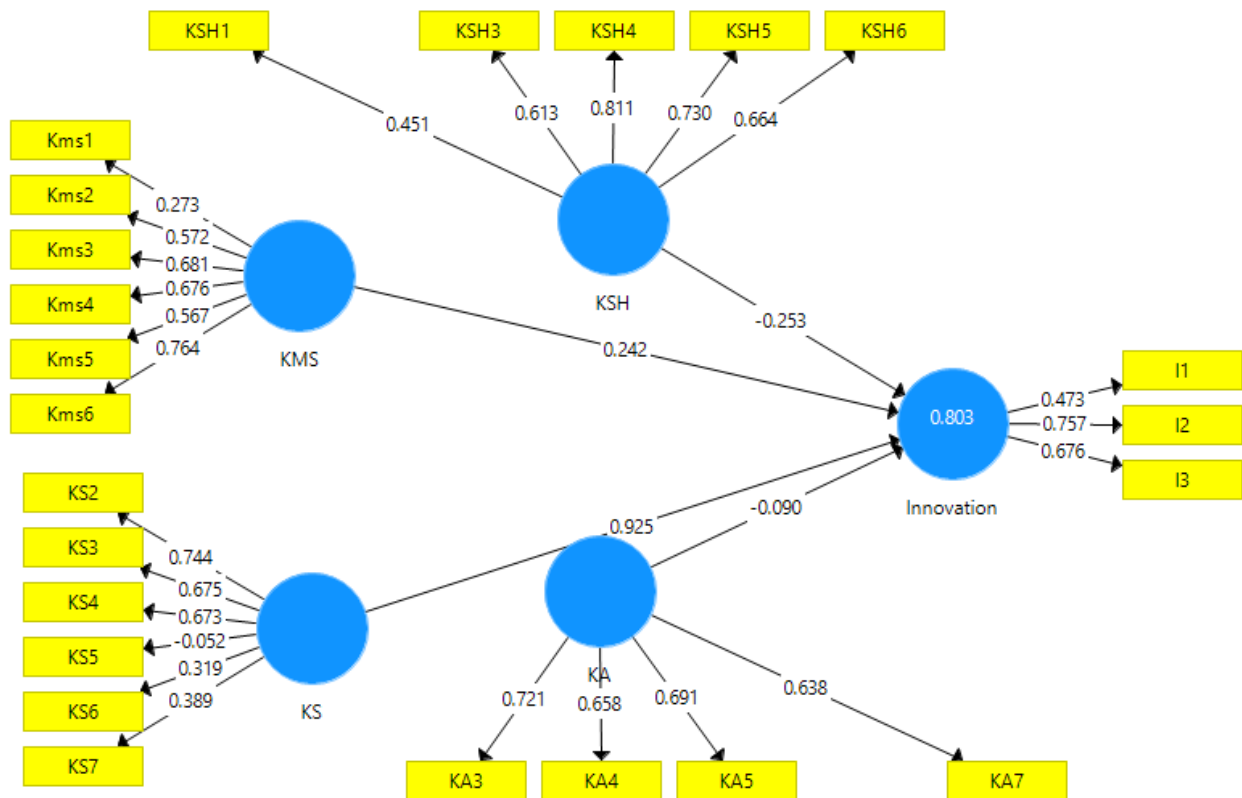 KSH1
KSH3
KSH4
KSH5
KSH6
0.451
0.613
0.811
0.730
0.664
Kms1
Kms2
Kms3
Kms4
Kms5
Kms6
0.273
0.572
0.681
0.676
0.567
0.764
KMS
KSH
-0.253
0.242
0.803
Innovation
0.473
0.757
0.676
I1
I2
I3
KS2
KS3
KS4
KS5
KS6
KS7
0.744
0.675
0.673
-0.052
0.319
0.389
KS
0.925
-0.090
KA
0.721
0.658
0.691
0.638
KA3
KA4
KA5
KA7